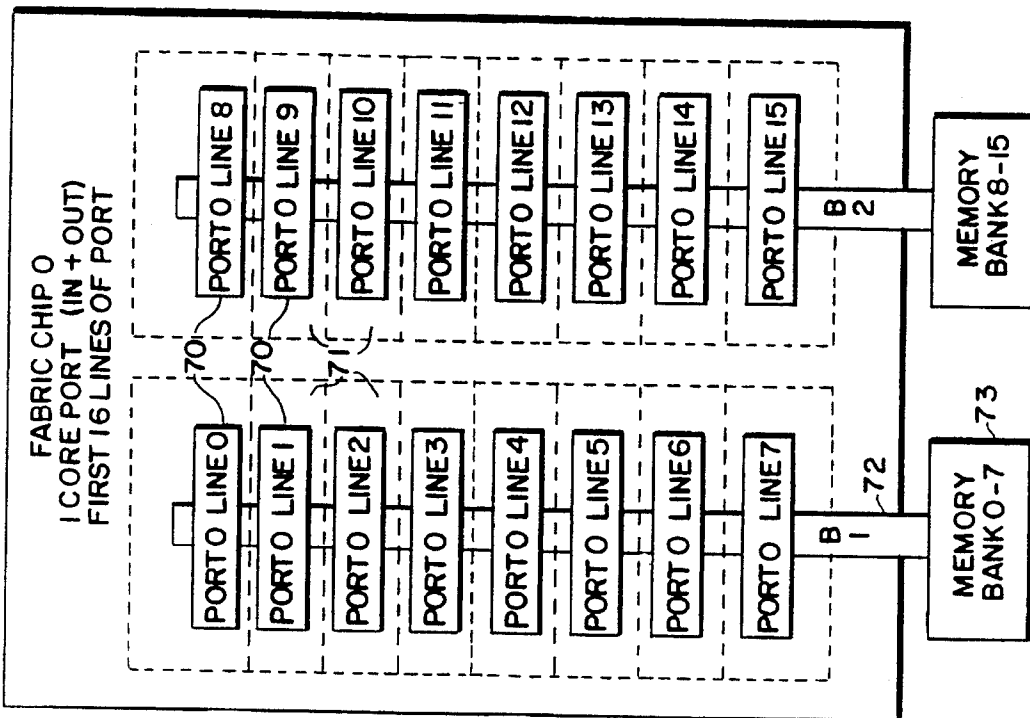 FABRIC CHIP 0
1 CORE PORT (IN + OUT)
FIRST 16 LINES OF PORT
PORT 0 LINE 0
70
PORT 0 LINE 8
PORT 0 LINE 1
70
PORT 0 LINE 9
PORT 0 LINE 2
71
PORT 0 LINE 10
PORT 0 LINE 3
PORT 0 LINE 11
PORT 0 LINE 4
PORT 0 LINE 12
PORT 0 LINE 5
PORT 0 LINE 13
PORT 0 LINE 6
PORT 0 LINE 14
PORT 0 LINE 7
PORT 0 LINE 15
B
1
72
B
2
MEMORY
BANK 0-7
73
MEMORY
BANK 8-15